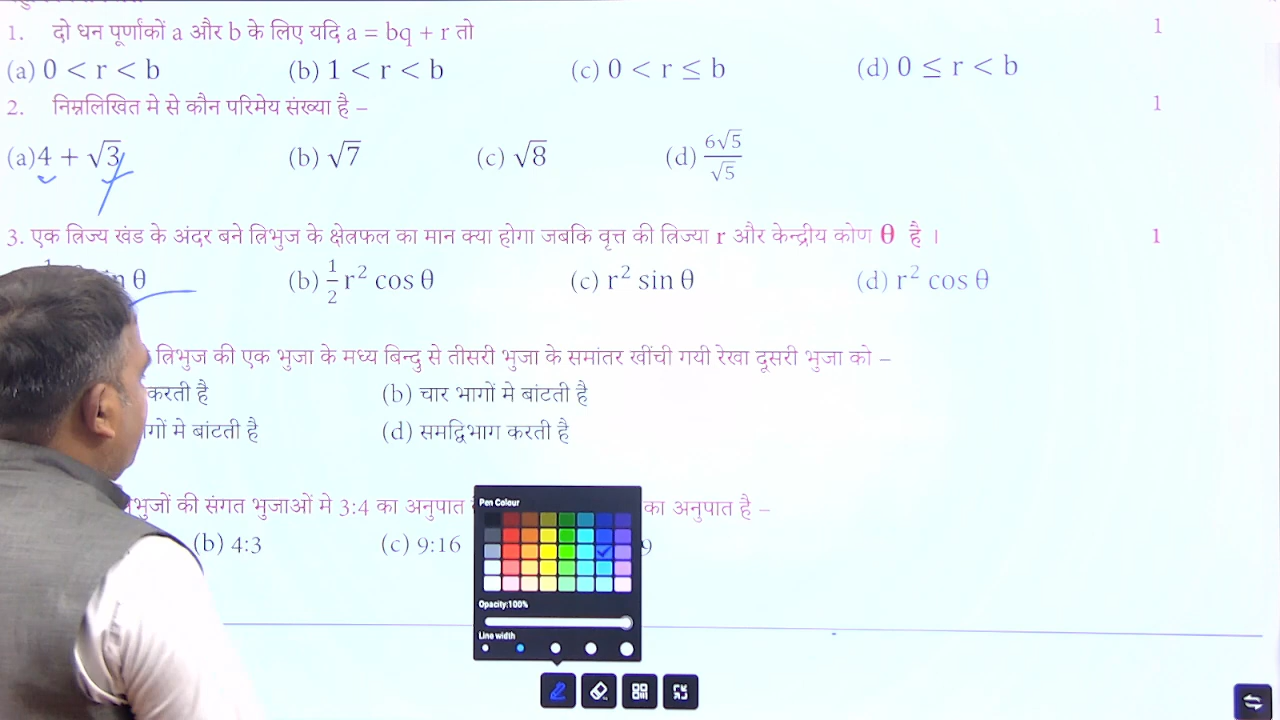 1. दो धन पूर्णांकों a और b के लिए यदि a = bq + r तो 1
(a) 0 < r < b (b) 1 < r < b (c) 0 < r ≤ b (d) 0 ≤ r < b
2. निम्नलिखित मे से कौन परिमेय संख्या है – 1
(a)4 + √3 (b) √7 (c) √8 (d) 6√5/√5
3. एक त्रिज्य खंड के अंदर बने त्रिभुज के क्षेत्रफल का मान क्या होगा जबकि वृत्त की त्रिज्या r और केन्द्रीय कोण θ है । 1
θ (b) 1/2 r² cos θ (c) r² sin θ (d) r² cos θ
त्रिभुज की एक भुजा के मध्य बिन्दु से तीसरी भुजा के समांतर खींची गयी रेखा दूसरी भुजा को –
करती है (b) चार भागों मे बांटती है
मे बांटती है (d) समद्विभाग करती है
की संगत भुजाओं मे 3:4 का अनुपात का अनुपात है –
(b) 4:3 (c) 9:16 9
Pen Colour
Opacity:100%
Line width